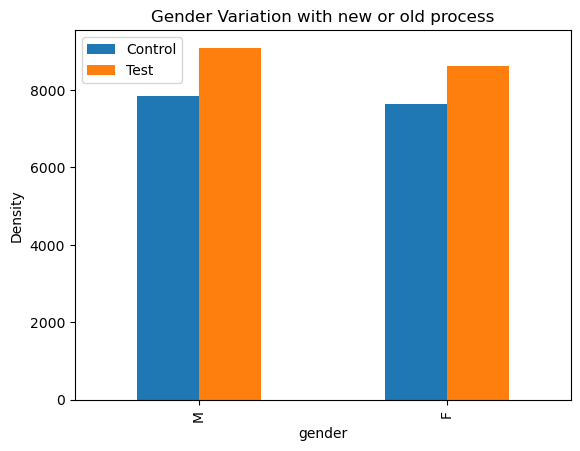 Gender Variation with new or old process
Control
Test
8000
6000
4000
2000
0
Density
M
F
gender